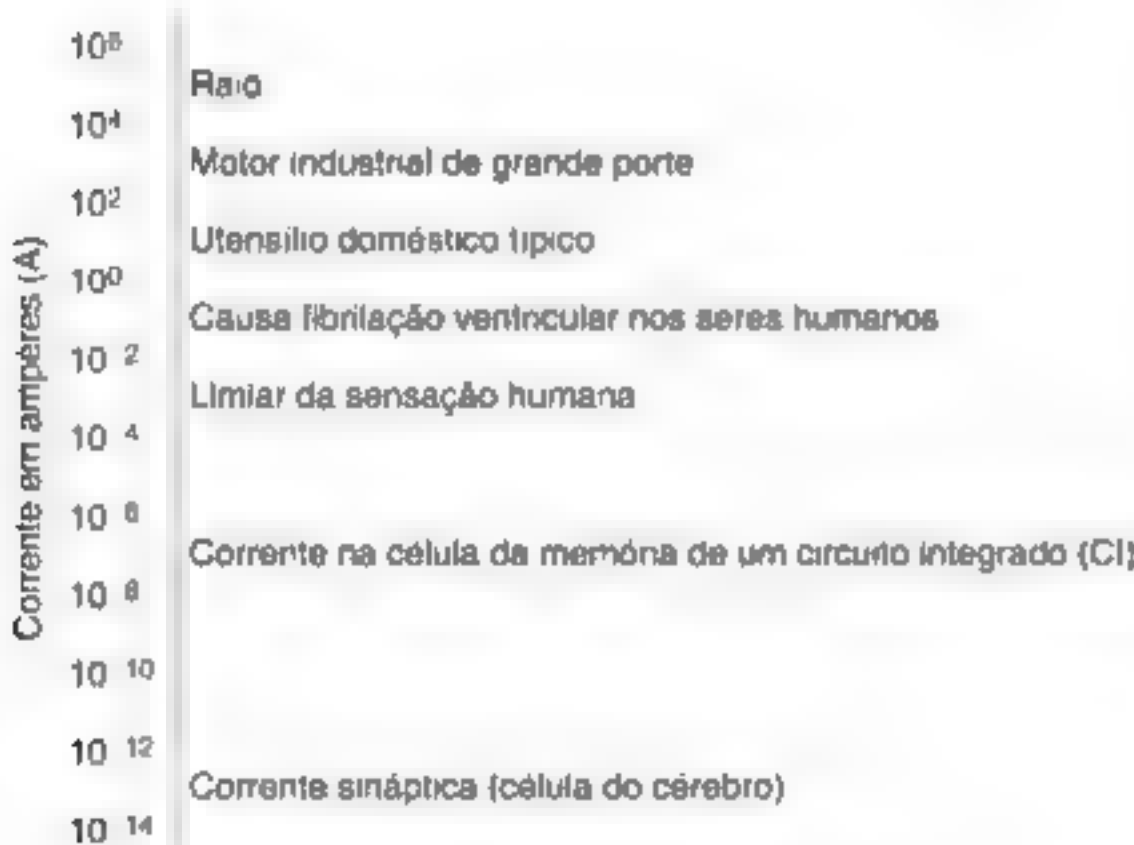 10⁶
Raio
10⁴
Motor industrial de grande porte
10²
Utensílio doméstico típico
10⁰
Causa fibrilação ventricular nos seres humanos
10⁻²
Limiar da sensação humana
10⁻⁴
10⁻⁶
Corrente na célula da memória de um circuito integrado (CI)
10⁻⁸
10⁻¹⁰
10⁻¹²
Corrente sináptica (célula do cérebro)
10⁻¹⁴
Corrente em ampères (A)